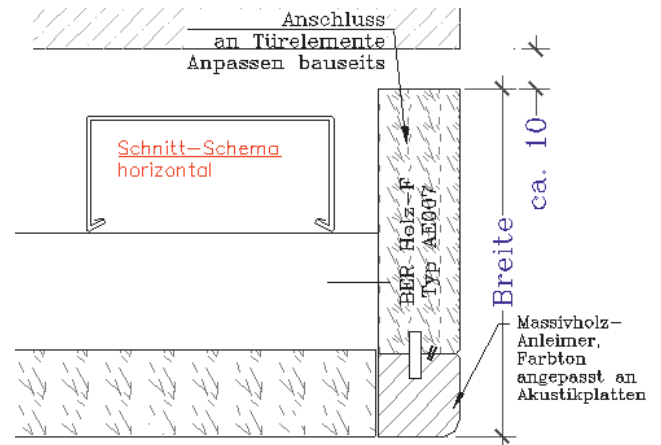 Anschluss
an Türelemente
Anpassen bauseits
Schnitt-Schema
horizontal
BER Holz-F
Typ AE007
ca. 10
Breite
Massivholz-
Anleimer,
Farbton
angepasst an
Akustikplatten